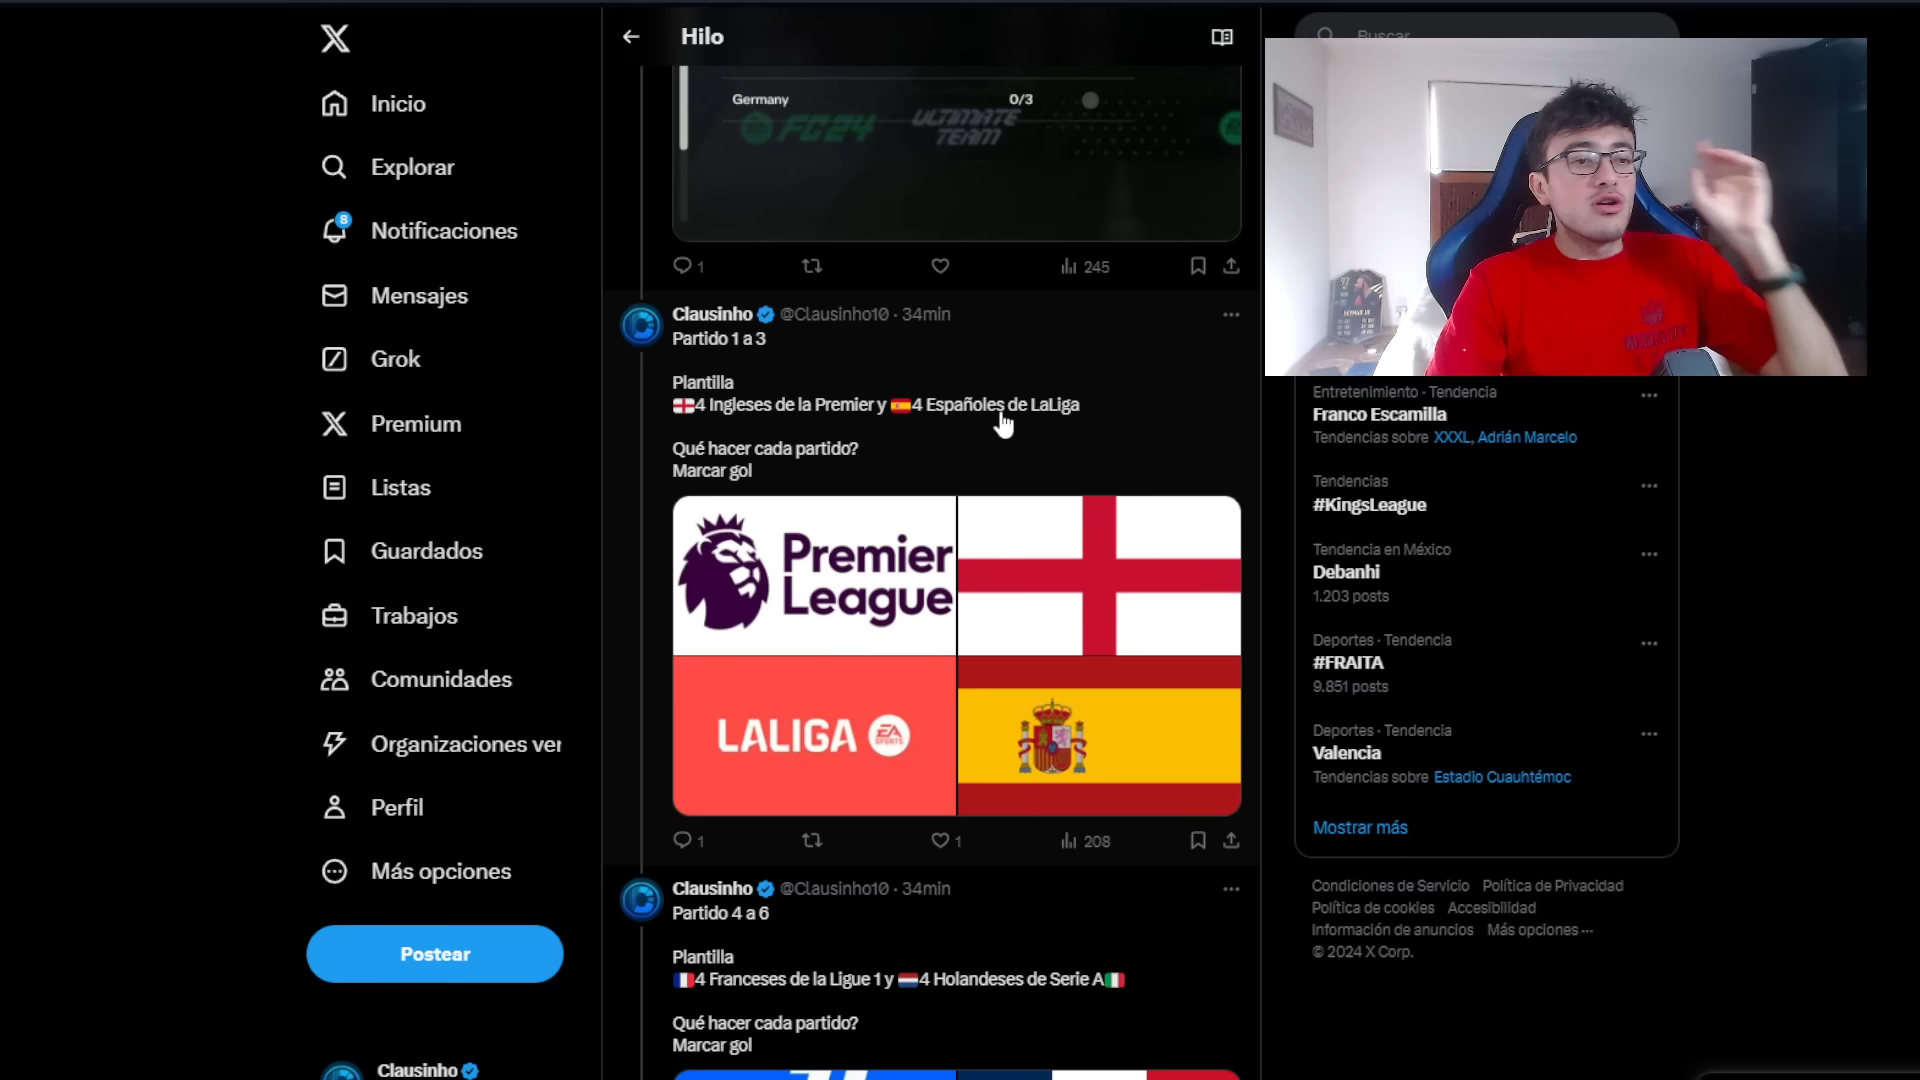 Inicio
Explorar
8
Notificaciones
Mensajes
Grok
Premium
Listas
Guardados
Trabajos
Comunidades
Organizaciones ver
Perfil
Más opciones
Postear
Clausinho
Hilo
Germany 0/3
FC24 ULTIMATE TEAM
1 245
Clausinho @Clausinho10 · 34min
Partido 1 a 3
Plantilla
4 Ingleses de la Premier y 4 Españoles de LaLiga
Qué hacer cada partido?
Marcar gol
Premier
League
LALIGA EA SPORTS
1 1 208
Clausinho @Clausinho10 · 34min
Partido 4 a 6
Plantilla
4 Franceses de la Ligue 1 y 4 Holandeses de Serie A
Qué hacer cada partido?
Marcar gol
Buscar
Entretenimiento · Tendencia
Franco Escamilla
Tendencias sobre XXXL, Adrián Marcelo
Tendencias
#KingsLeague
Tendencia en México
Debanhi
1.203 posts
Deportes · Tendencia
#FRAITA
9.851 posts
Deportes · Tendencia
Valencia
Tendencias sobre Estadio Cuauhtémoc
Mostrar más
Condiciones de Servicio Política de Privacidad
Política de cookies Accesibilidad
Información de anuncios Más opciones ···
© 2024 X Corp.